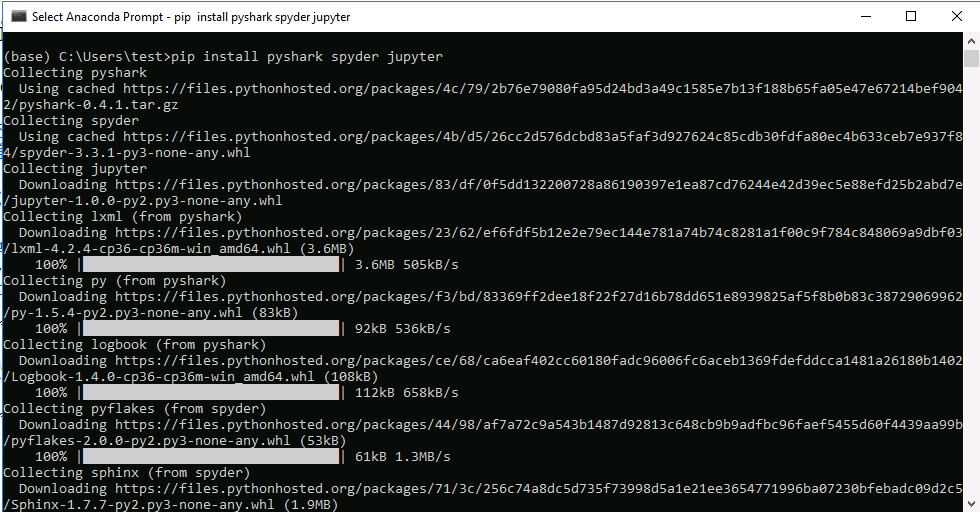 Select Anaconda Prompt - pip  install pyshark spyder jupyter
(base) C:\Users\test>pip install pyshark spyder jupyter
Collecting pyshark
  Using cached https://files.pythonhosted.org/packages/4c/79/2b76e79080fa95d24bd3a49c1585e7b13f188b65fa05e47e67214bef904
2/pyshark-0.4.1.tar.gz
Collecting spyder
  Using cached https://files.pythonhosted.org/packages/4b/d5/26cc2d576dcbd83a5faf3d927624c85cdb30fdfa80ec4b633ceb7e937f8
4/spyder-3.3.1-py3-none-any.whl
Collecting jupyter
  Downloading https://files.pythonhosted.org/packages/83/df/0f5dd132200728a86190397e1ea87cd76244e42d39ec5e88efd25b2abd7e
/jupyter-1.0.0-py2.py3-none-any.whl
Collecting lxml (from pyshark)
  Downloading https://files.pythonhosted.org/packages/23/62/ef6fdf5b12e2e79ec144e781a74b74c8281a1f00c9f784c848069a9dbf03
/lxml-4.2.4-cp36-cp36m-win_amd64.whl (3.6MB)
    100% |                                | 3.6MB 505kB/s
Collecting py (from pyshark)
  Downloading https://files.pythonhosted.org/packages/f3/bd/83369ff2dee18f22f27d16b78dd651e8939825af5f8b0b83c38729069962
/py-1.5.4-py2.py3-none-any.whl (83kB)
    100% |                                | 92kB 536kB/s
Collecting logbook (from pyshark)
  Downloading https://files.pythonhosted.org/packages/ce/68/ca6eaf402cc60180fadc96006fc6aceb1369fdefddcca1481a26180b1402
/Logbook-1.4.0-cp36-cp36m-win_amd64.whl (108kB)
    100% |                                | 112kB 658kB/s
Collecting pyflakes (from spyder)
  Downloading https://files.pythonhosted.org/packages/44/98/af7a72c9a543b1487d92813c648cb9b9adfbc96faef5455d60f4439aa99b
/pyflakes-2.0.0-py2.py3-none-any.whl (53kB)
    100% |                                | 61kB 1.3MB/s
Collecting sphinx (from spyder)
  Downloading https://files.pythonhosted.org/packages/71/3c/256c74a8dc5d735f73998d5a1e21ee3654771996ba07230bfebadc09d2c5
/Sphinx-1.7.7-py2.py3-none-any.whl (1.9MB)